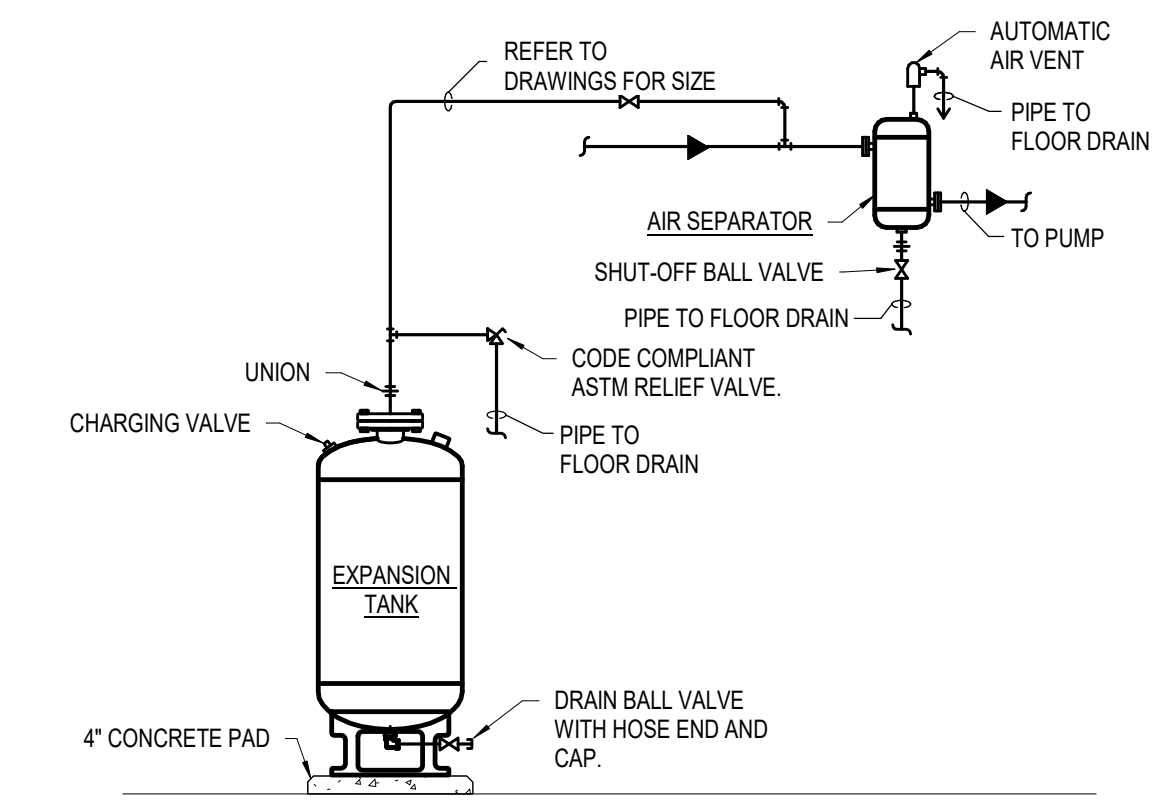 REFER TO
DRAWINGS FOR SIZE
AUTOMATIC
AIR VENT
PIPE TO
FLOOR DRAIN
AIR SEPARATOR
TO PUMP
SHUT-OFF BALL VALVE
PIPE TO FLOOR DRAIN
CODE COMPLIANT
ASTM RELIEF VALVE.
UNION
CHARGING VALVE
PIPE TO
FLOOR DRAIN
EXPANSION
TANK
DRAIN BALL VALVE
WITH HOSE END AND
CAP.
4" CONCRETE PAD